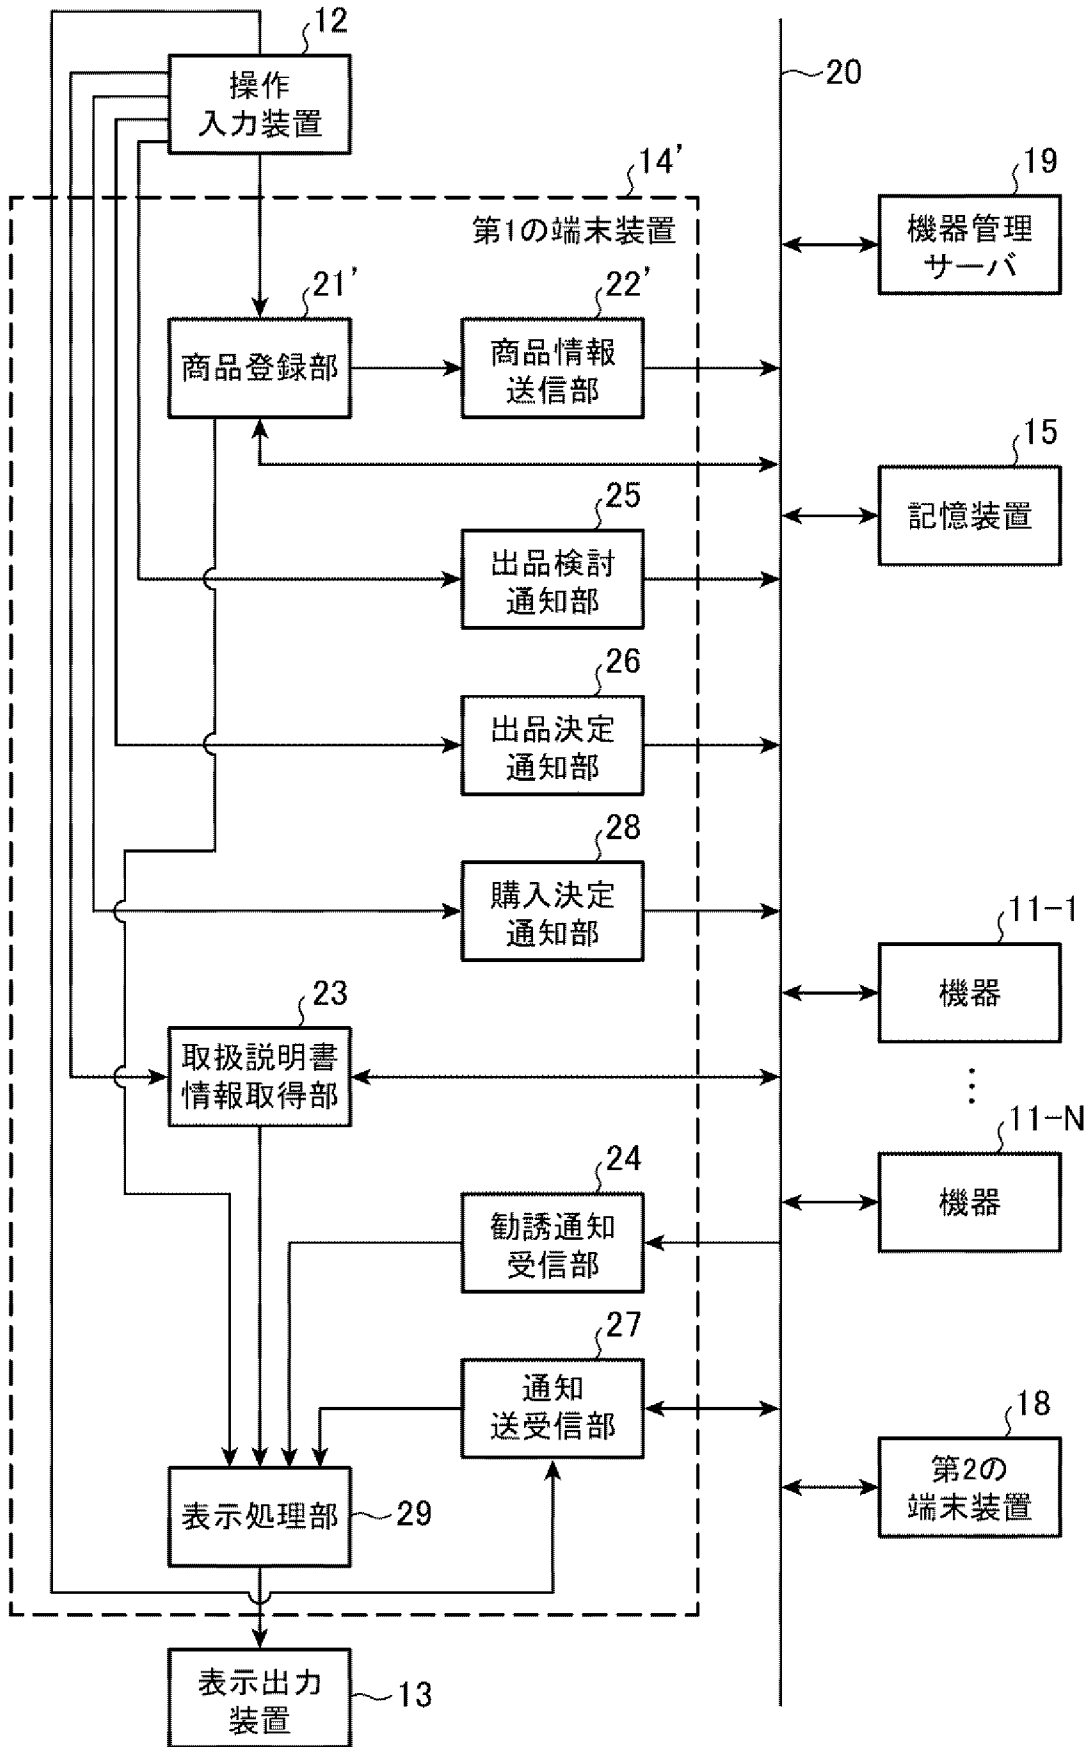 12
操作
入力装置
20
14’
第1の端末装置
19
機器管理
サーバ
21’
商品登録部
22’
商品情報
送信部
15
記憶装置
25
出品検討
通知部
26
出品決定
通知部
28
購入決定
通知部
11-1
機器
23
取扱説明書
情報取得部
⋮
11-N
機器
24
勧誘通知
受信部
27
通知
送受信部
18
第2の
端末装置
表示処理部
29
表示出力
装置
13